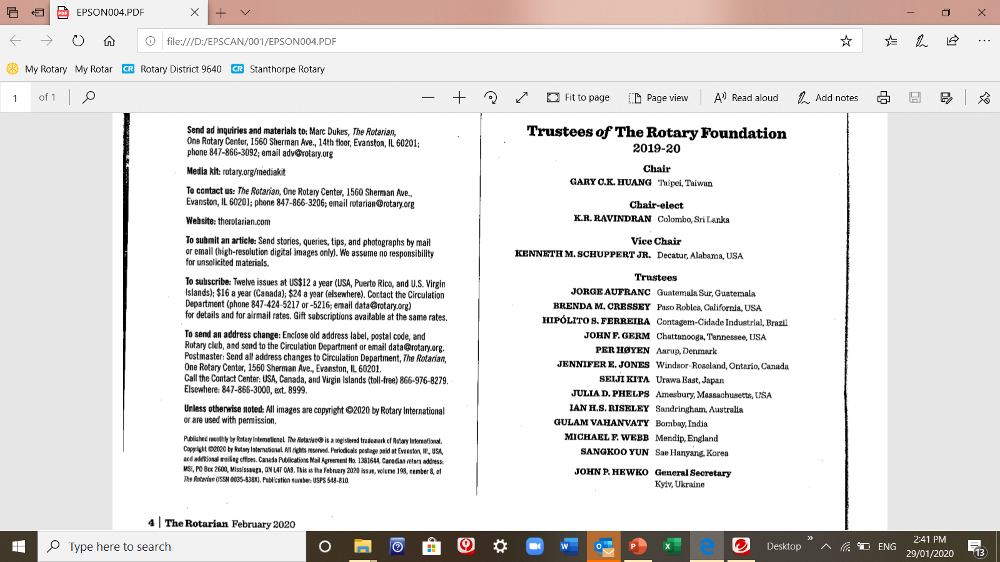 EPSON004.PDF
file:///D:/EPSCAN/001/EPSON004.PDF
My Rotary
My Rotar
CR Rotary District 9640
CR Stanthorpe Rotary
1 of 1
Fit to page
Page view
Read aloud
Add notes
Send ad inquiries and materials to: Marc Dukes, The Rotarian,
One Rotary Center, 1560 Sherman Ave., 14th floor, Evanston, IL 60201;
phone 847-866-3092; email adv@rotary.org
Media kit: rotary.org/mediakit
To contact us: The Rotarian, One Rotary Center, 1560 Sherman Ave.,
Evanston, IL 60201; phone 847-866-3206; email rotarian@rotary.org
Website: therotarian.com
To submit an article: Send stories, queries, tips, and photographs by mail
or email (high-resolution digital images only). We assume no responsibility
for unsolicited materials.
To subscribe: Twelve issues at US$12 a year (USA, Puerto Rico, and U.S. Virgin
Islands); $16 a year (Canada); $24 a year (elsewhere). Contact the Circulation
Department (phone 847-424-5217 or -5216; email data@rotary.org)
for details and for airmail rates. Gift subscriptions available at the same rates.
To send an address change: Enclose old address label, postal code, and
Rotary club, and send to the Circulation Department or email data@rotary.org.
Postmaster: Send all address changes to Circulation Department, The Rotarian,
One Rotary Center, 1560 Sherman Ave., Evanston, IL 60201.
Call the Contact Center: USA, Canada, and Virgin Islands (toll-free) 866-976-8279.
Elsewhere: 847-866-3000, ext. 8999.
Unless otherwise noted: All images are copyright ©2020 by Rotary International
or are used with permission.
Published monthly by Rotary International. The Rotarian® is a registered trademark of Rotary International.
Copyright ©2020 by Rotary International. All rights reserved. Periodicals postage paid at Evanston, Ill., USA,
and additional mailing offices. Canada Publications Mail Agreement No. 1381644. Canadian return address:
MSI, PO Box 2600, Mississauga, ON L4T 0A8. This is the February 2020 issue, volume 198, number 8, of
The Rotarian (ISSN 0035-838X). Publication number: USPS 548-810.
4 | The Rotarian February 2020
Trustees of The Rotary Foundation
2019-20
Chair
GARY C.K. HUANG Taipei, Taiwan
Chair-elect
K.R. RAVINDRAN Colombo, Sri Lanka
Vice Chair
KENNETH M. SCHUPPERT JR. Decatur, Alabama, USA
Trustees
JORGE AUFRANC Guatemala Sur, Guatemala
BRENDA M. CRESSEY Paso Robles, California, USA
HIPÓLITO S. FERREIRA Contagem-Cidade Industrial, Brazil
JOHN F. GERM Chattanooga, Tennessee, USA
PER HØYEN Aarup, Denmark
JENNIFER E. JONES Windsor-Roseland, Ontario, Canada
SEIJI KITA Urawa East, Japan
JULIA D. PHELPS Amesbury, Massachusetts, USA
IAN H.S. RISELEY Sandringham, Australia
GULAM VAHANVATY Bombay, India
MICHAEL F. WEBB Mendip, England
SANGKOO YUN Sae Hanyang, Korea
JOHN P. HEWKO General Secretary
Kyiv, Ukraine
Type here to search
Desktop
ENG
2:41 PM
29/01/2020
13